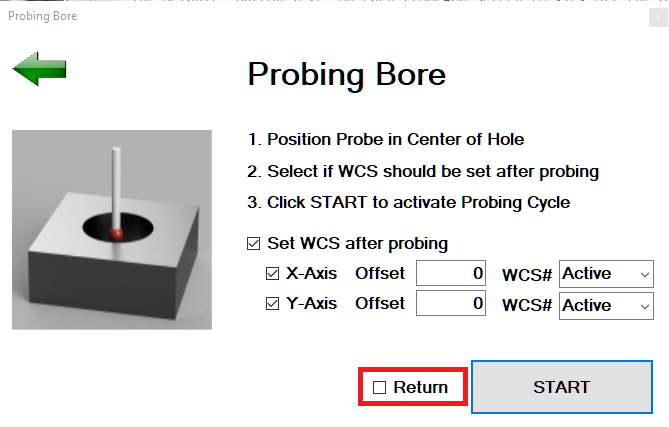 Probing Bore
Probing Bore
1. Position Probe in Center of Hole
2. Select if WCS should be set after probing
3. Click START to activate Probing Cycle
Set WCS after probing
X-Axis Offset 0 WCS# Active
Y-Axis Offset 0 WCS# Active
Return START